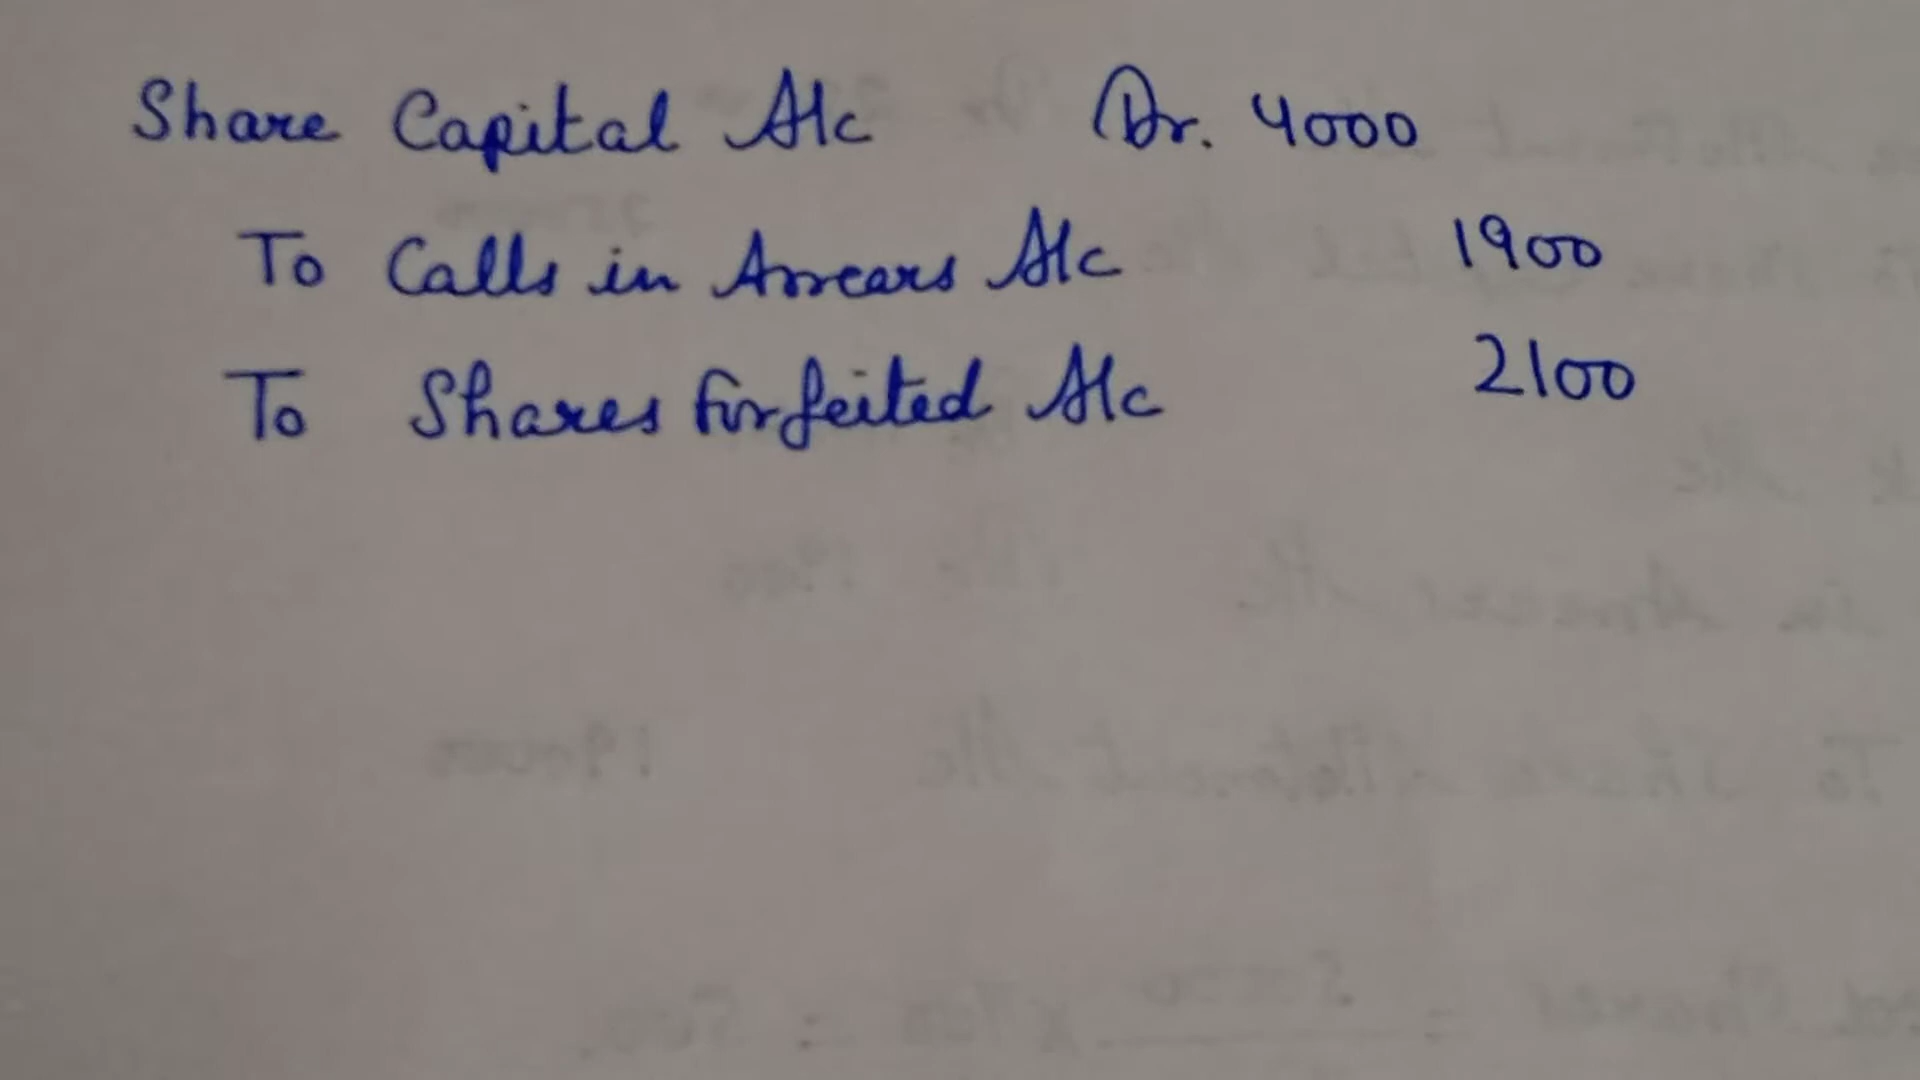 Share Capital A/c Dr. 4000
To Calls in Arrears A/c 1900
To Shares Forfeited A/c 2100